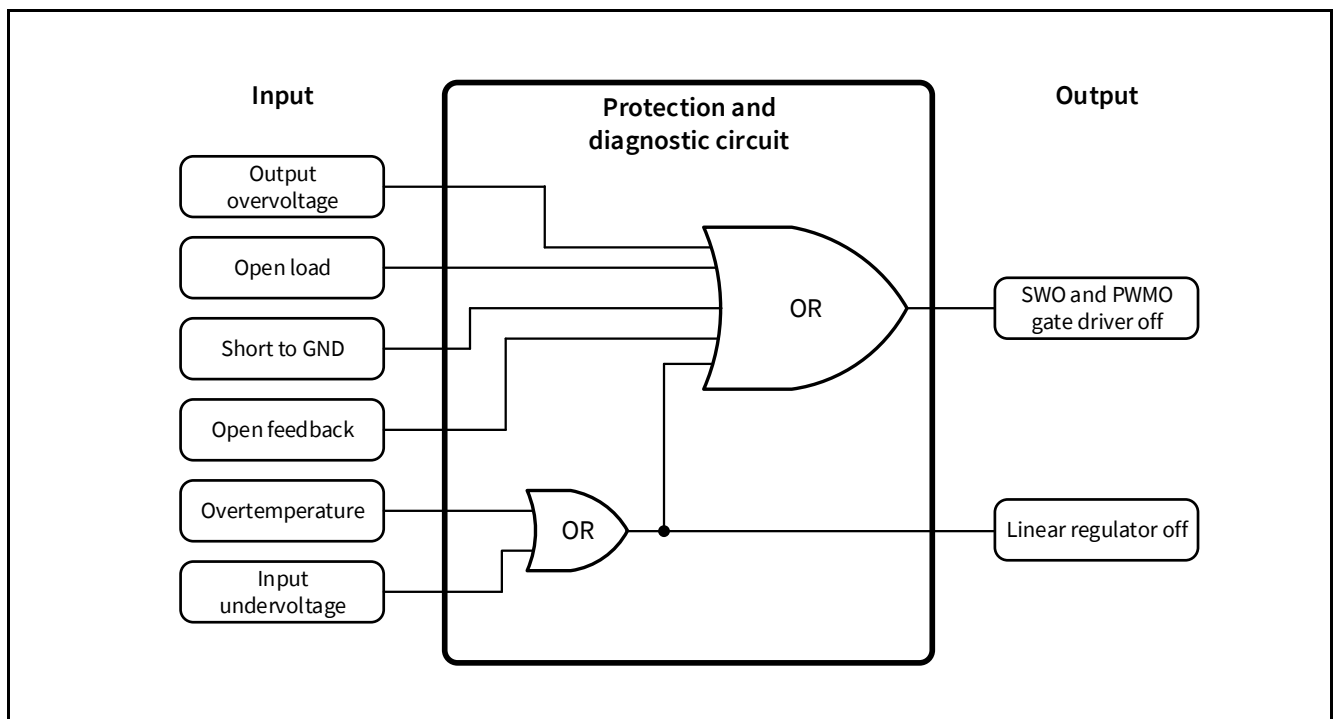 Input
Protection and
diagnostic circuit
Output
Output
overvoltage
Open load
Short to GND
Open feedback
Overtemperature
Input
undervoltage
OR
OR
SWO and PWMO
gate driver off
Linear regulator off